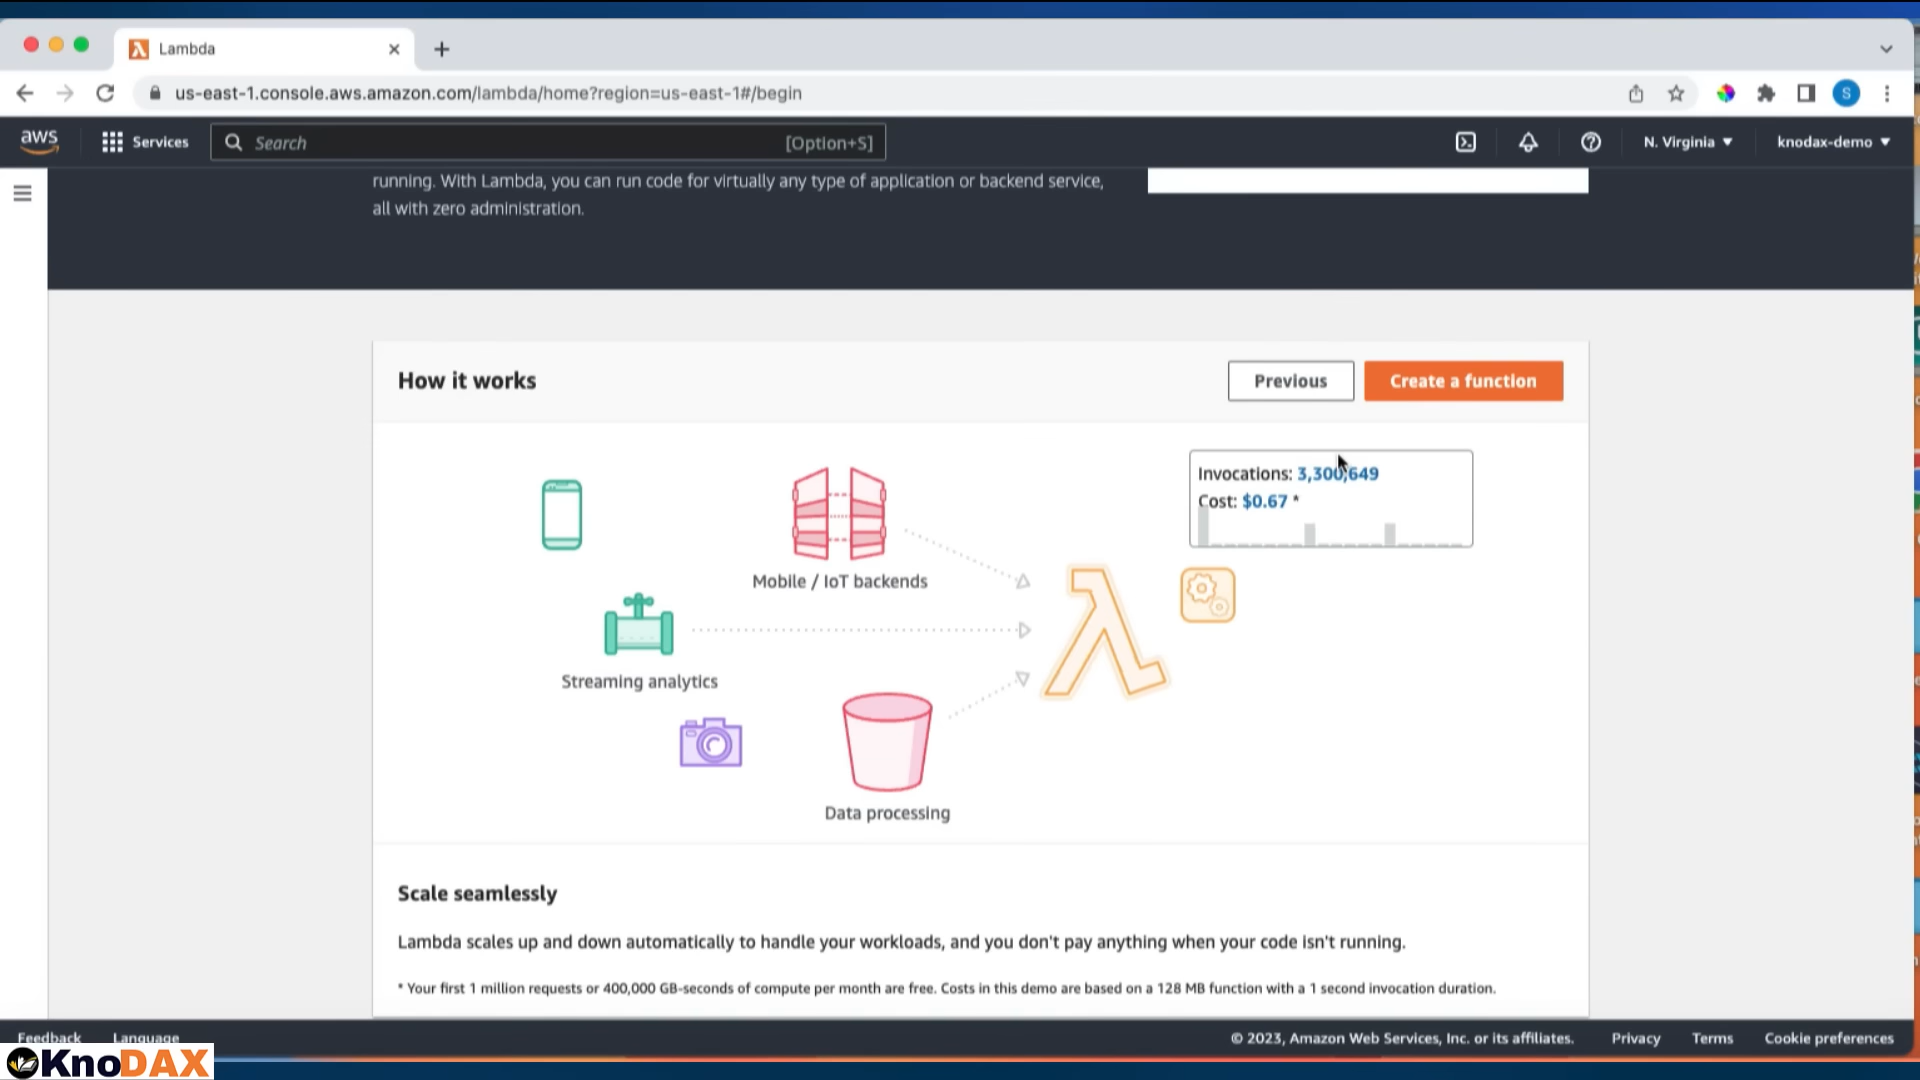 Lambda
us-east-1.console.aws.amazon.com/lambda/home?region=us-east-1#/begin
S
aws
Services
Search
[Option+S]
N. Virginia
knodax-demo
running. With Lambda, you can run code for virtually any type of application or backend service,
all with zero administration.
How it works
Previous
Create a function
Invocations: 3,300,649
Cost: $0.67 *
Mobile / IoT backends
Streaming analytics
Data processing
Scale seamlessly
Lambda scales up and down automatically to handle your workloads, and you don't pay anything when your code isn't running.
* Your first 1 million requests or 400,000 GB-seconds of compute per month are free. Costs in this demo are based on a 128 MB function with a 1 second invocation duration.
Feedback
Language
© 2023, Amazon Web Services, Inc. or its affiliates.
Privacy
Terms
Cookie preferences
KnoDAX